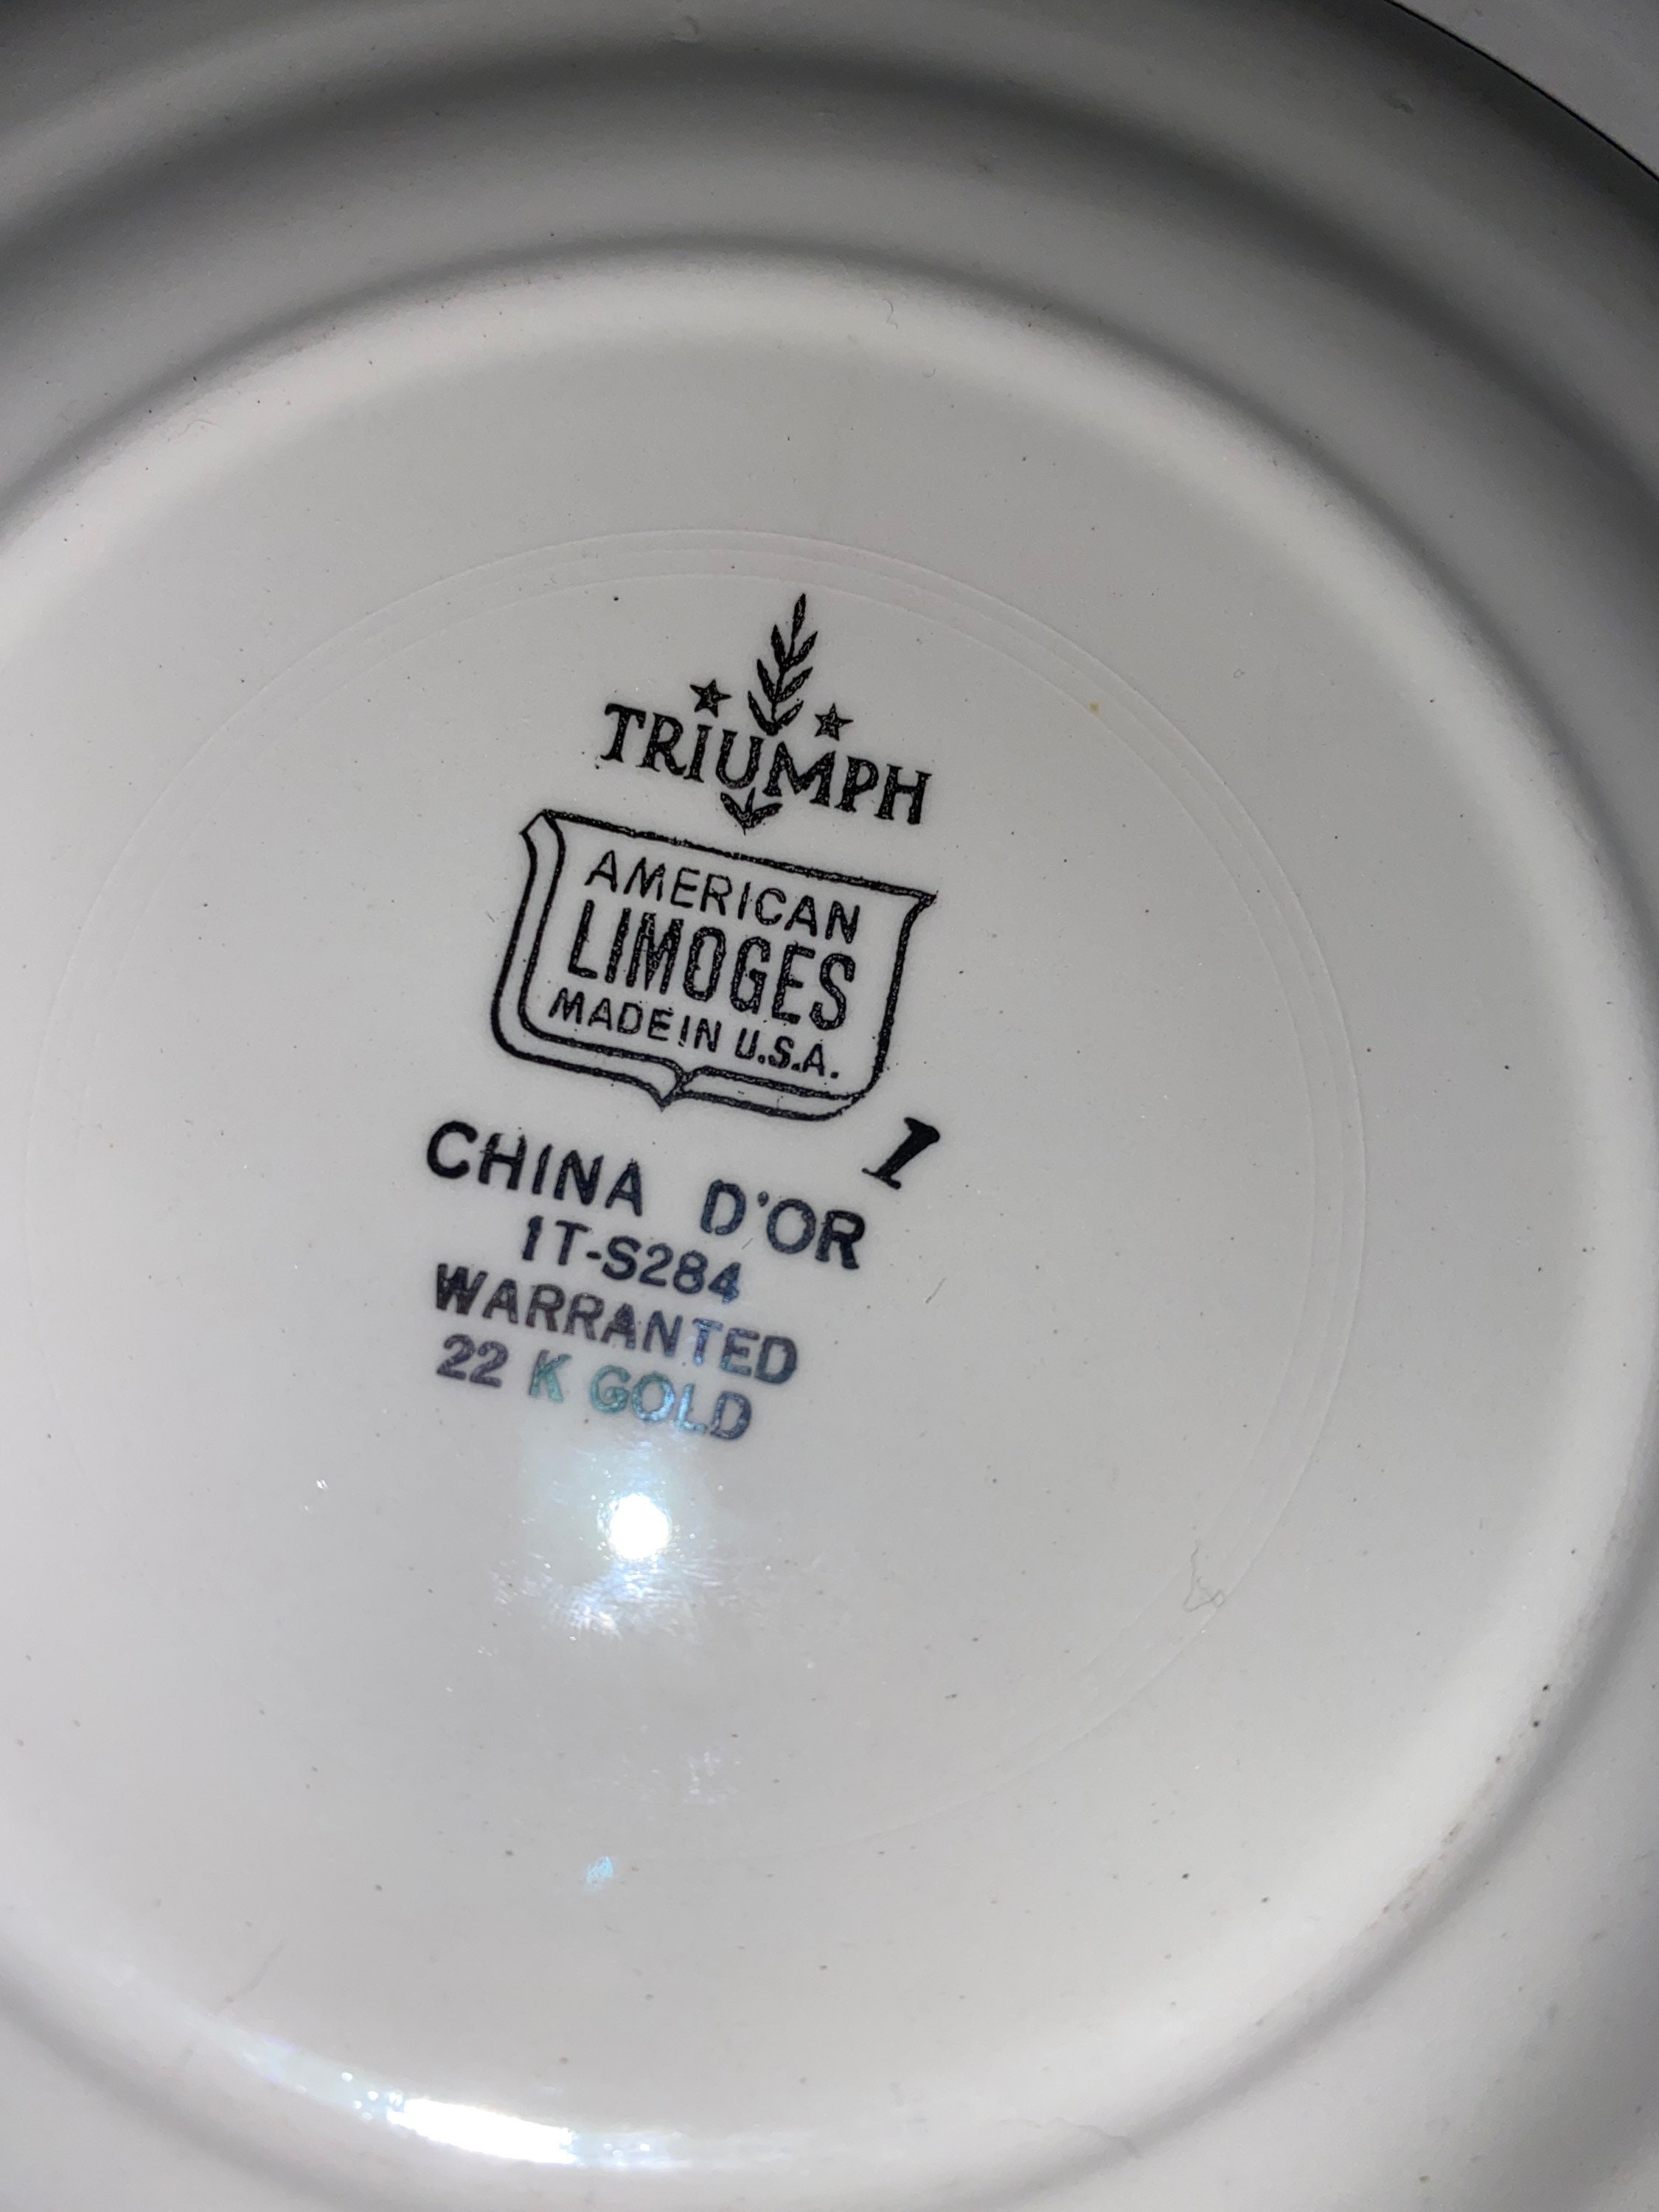 TRIUMPH
AMERICAN
LIMOGES
MADE IN U.S.A.
1
CHINA D'OR
1T-S284
WARRANTED
22 K GOLD